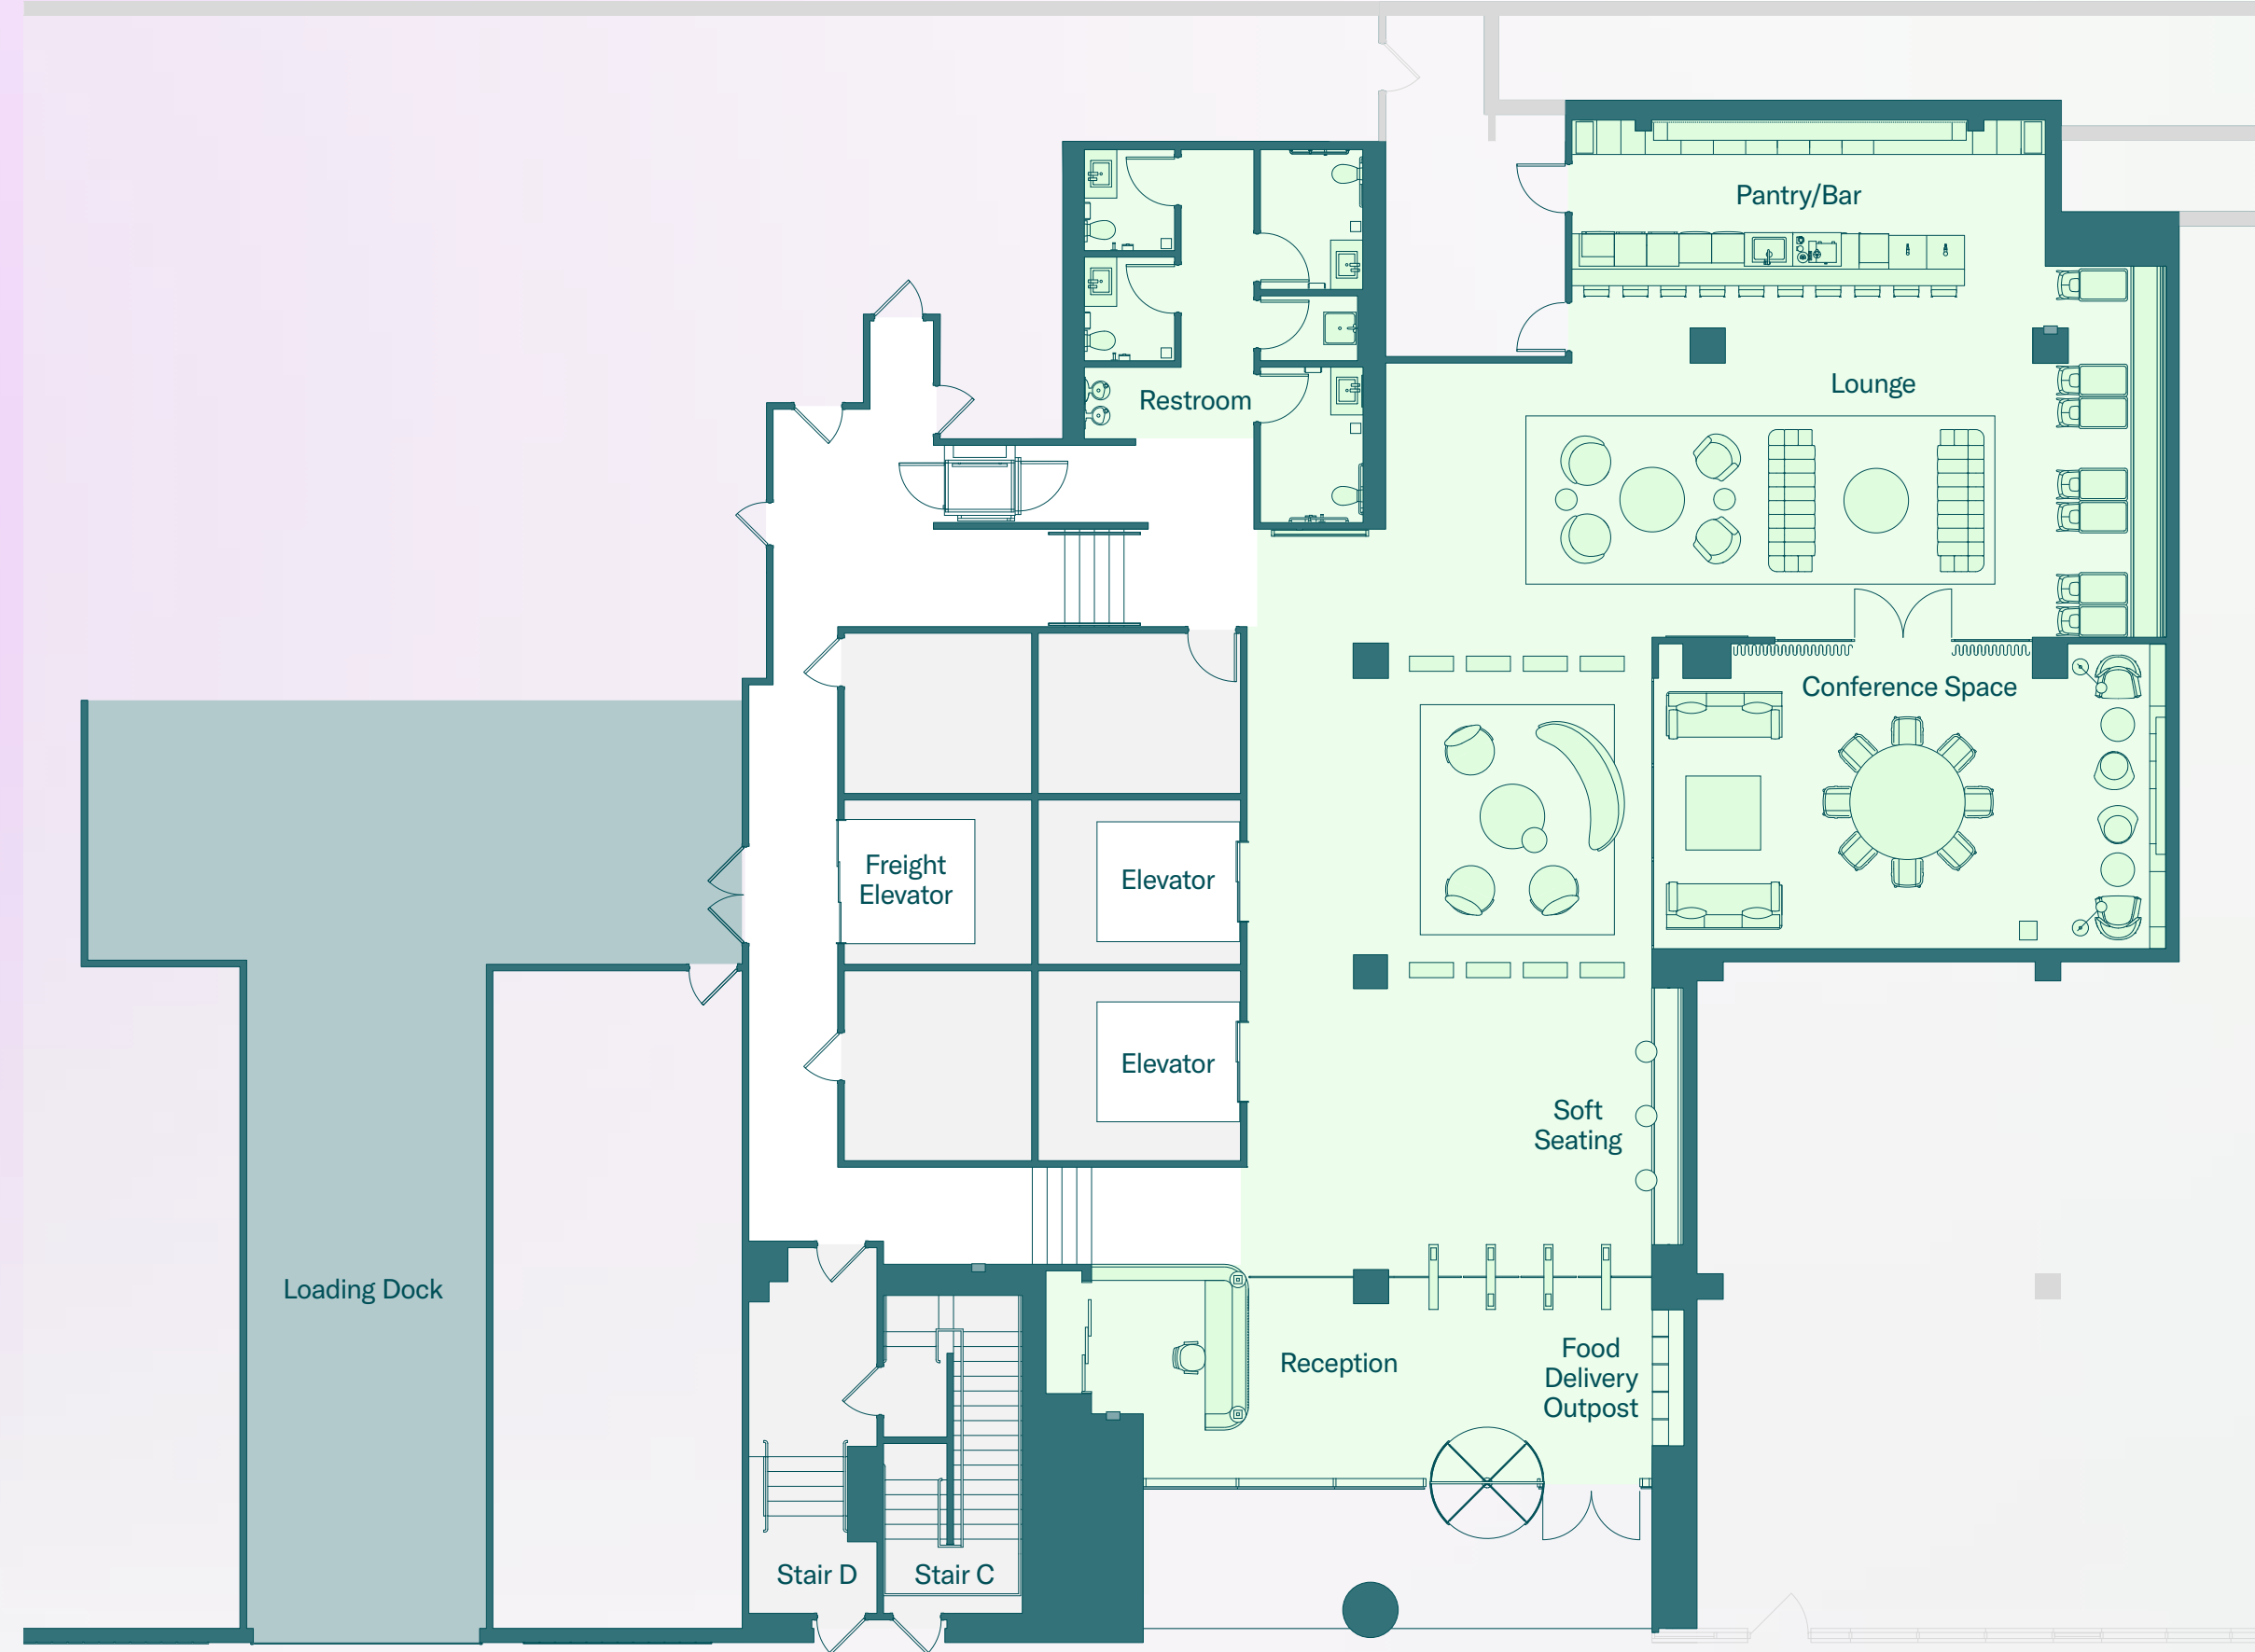 Pantry/Bar
Lounge
Restroom
Conference Space
Freight
Elevator
Elevator
Elevator
Soft
Seating
Loading Dock
Reception
Food
Delivery
Outpost
Stair D
Stair C